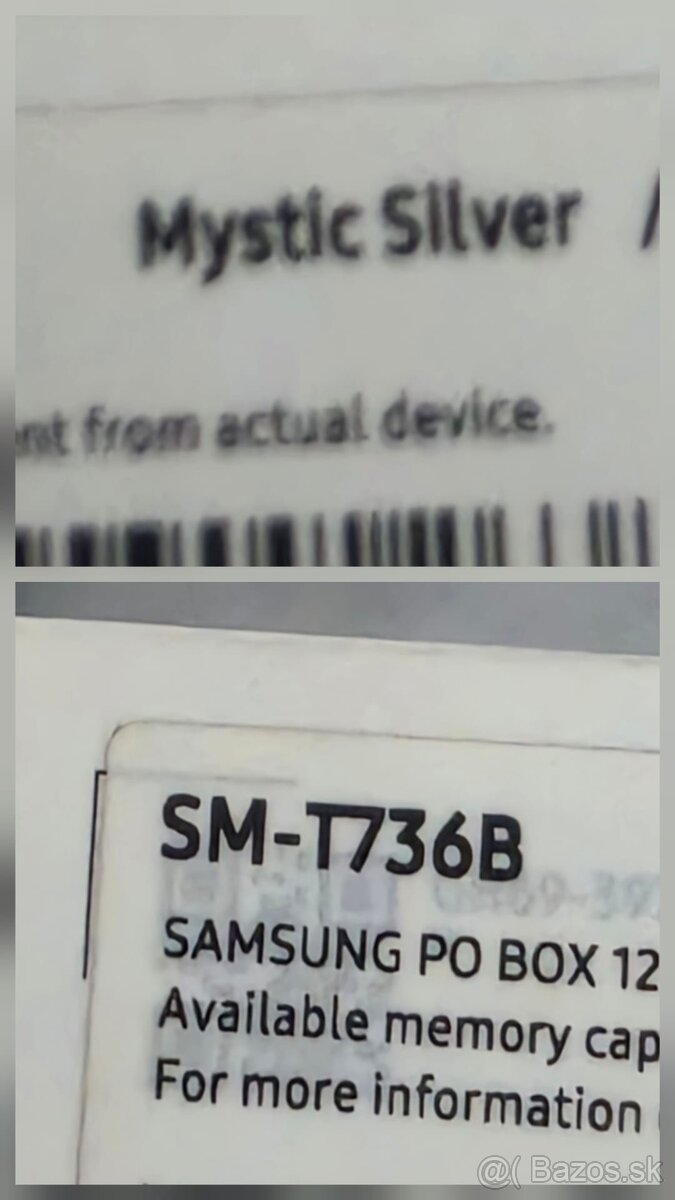 Mystic Silver /
nt from actual device.
SM-T736B
SAMSUNG PO BOX 12
Available memory cap
For more information
@( Bazos.sk